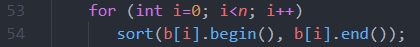 53 for (int i=0; i<n; i++)
54 sort(b[i].begin(), b[i].end());